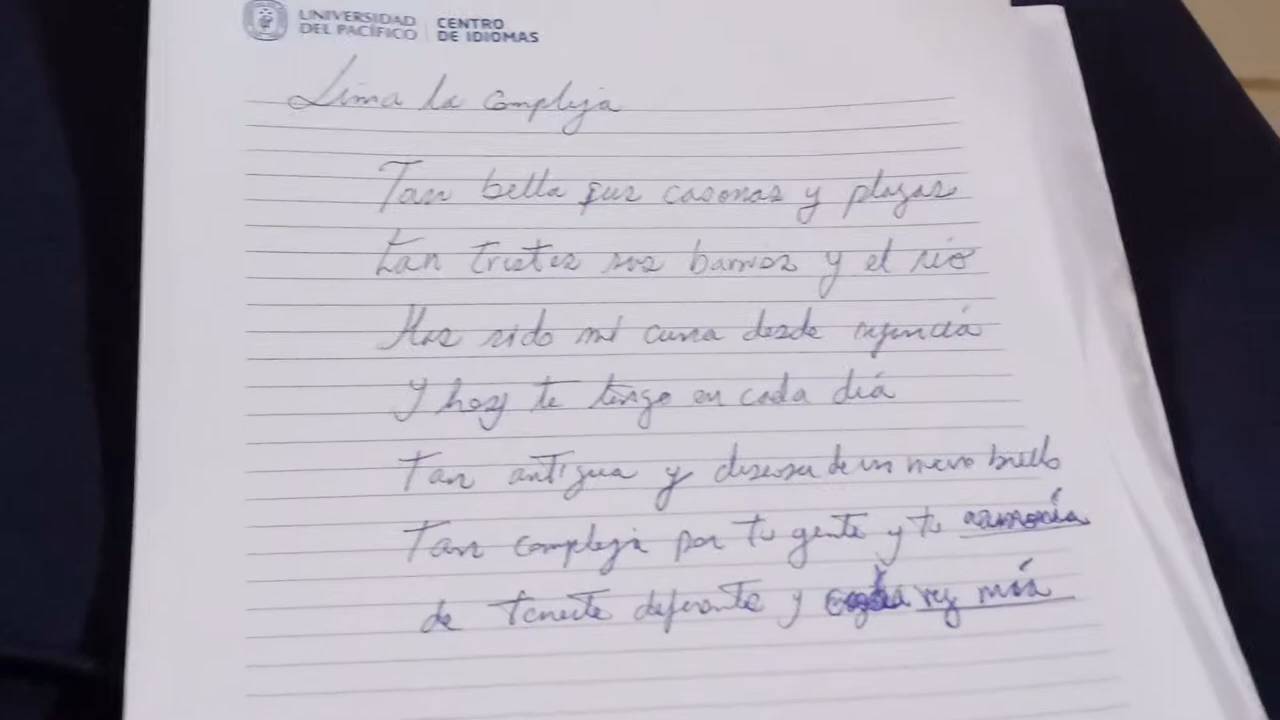 UNIVERSIDAD
DEL PACÍFICO
CENTRO
DE IDIOMAS
Lima la compleja
Tan bella sus casonas y plazas
tan tristes sus barrios y el río
Has sido mi cuna desde
Y hoy te tengo en cada día
Tan antigua y deseosa de un nuevo brillo
Tan compleja por tu gente y tu armonía
de tenerte diferente y cada vez más